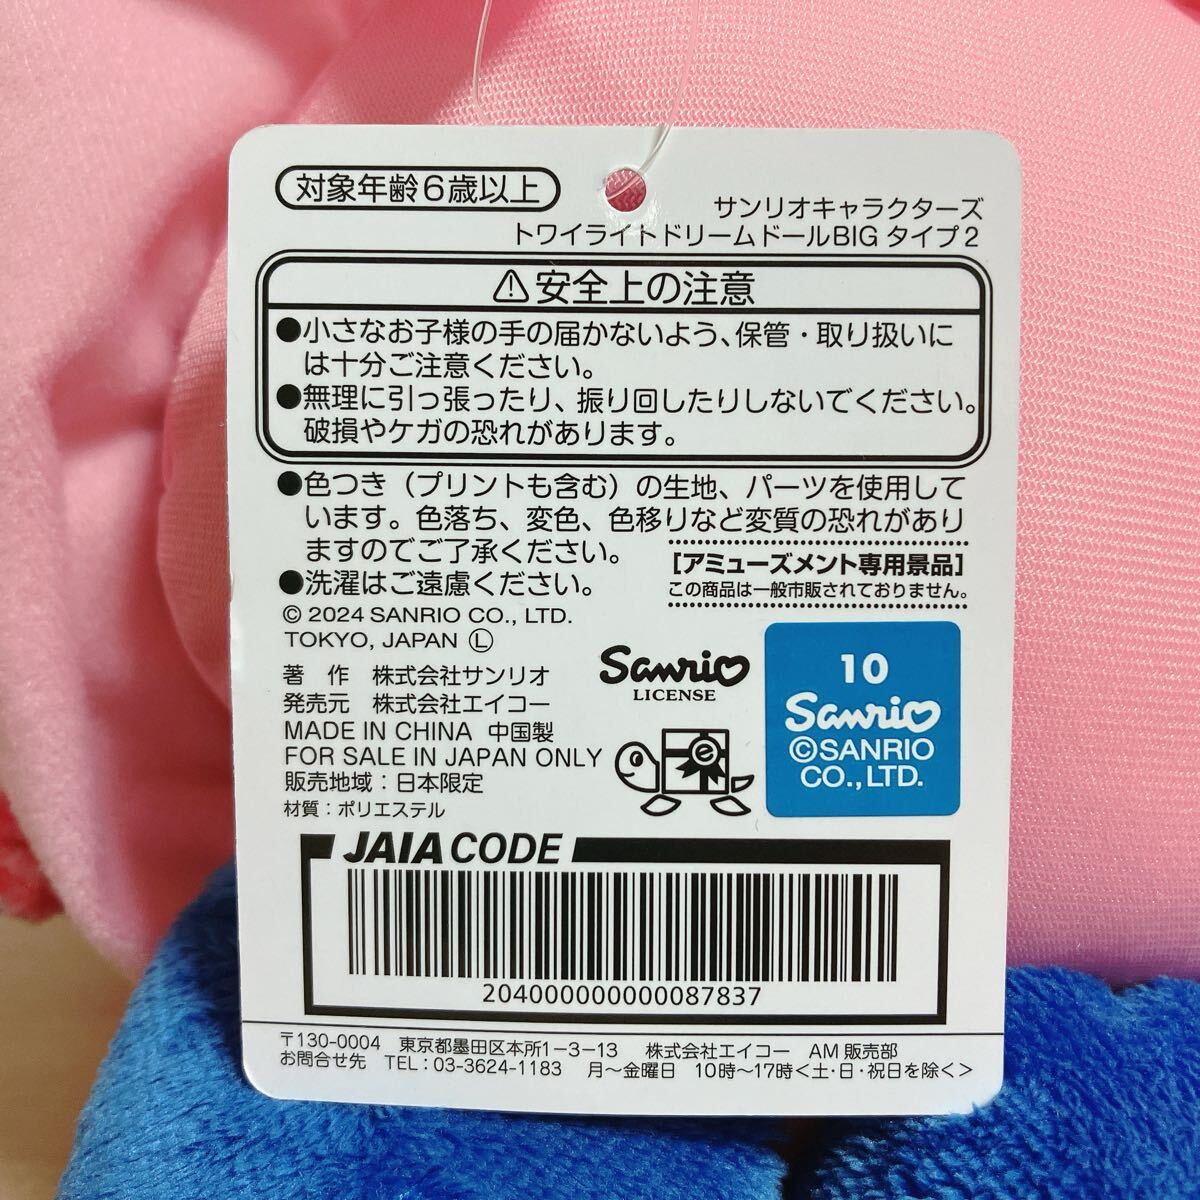 対象年齢6歳以上
サンリオキャラクターズ
トワイライトドリームドールBIG タイプ2
⚠安全上の注意
●小さなお子様の手の届かないよう、保管・取り扱いに
は十分ご注意ください。
●無理に引っ張ったり、振り回したりしないでください。
破損やケガの恐れがあります。
●色つき（プリントも含む）の生地、パーツを使用して
います。色落ち、変色、色移りなど変質の恐れがあり
ますのでご了承ください。
●洗濯はご遠慮ください。
[アミューズメント専用景品]
この商品は一般市販されておりません。
© 2024 SANRIO CO., LTD.
TOKYO, JAPAN Ⓛ
著 作 株式会社サンリオ
発売元 株式会社エイコー
MADE IN CHINA 中国製
FOR SALE IN JAPAN ONLY
販売地域：日本限定
材質：ポリエステル
Sanrio
LICENSE
e
10
Sanrio
©SANRIO
CO.,LTD.
JAIA CODE
204000000000087837
〒130-0004 東京都墨田区本所1-3-13 株式会社エイコー AM販売部
お問合せ先 TEL：03-3624-1183 月～金曜日 10時～17時<土・日・祝日を除く>